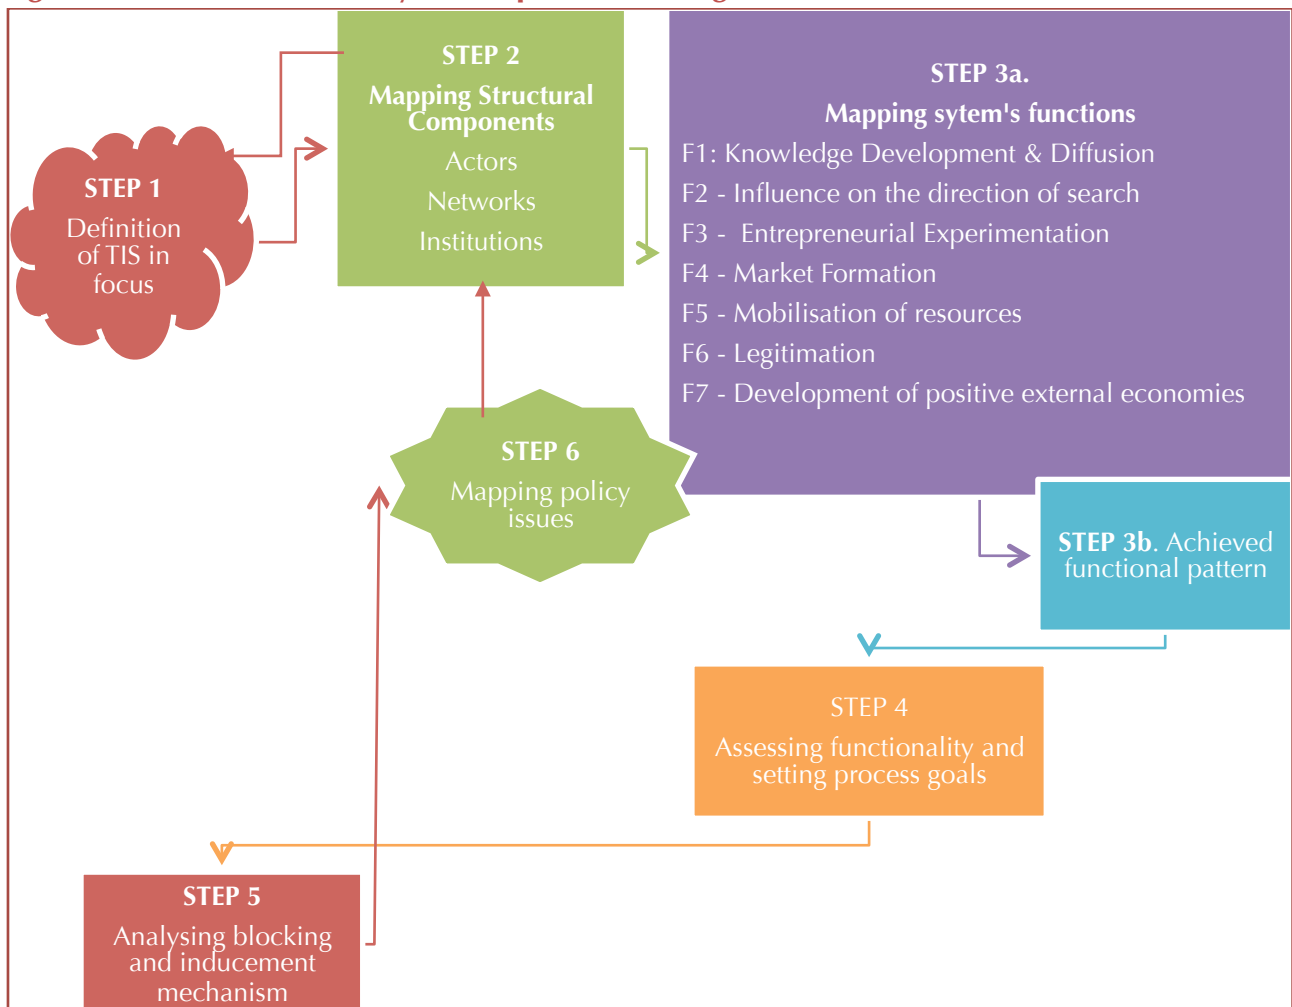 STEP 1
Definition
of TIS in
focus
STEP 2
Mapping Structural
Components
Actors
Networks
Institutions
STEP 3a.
Mapping sytem's functions
F1: Knowledge Development & Diffusion
F2 - Influence on the direction of search
F3 -  Entrepreneurial Experimentation
F4 - Market Formation
F5 - Mobilisation of resources
F6 - Legitimation
F7 - Development of positive external economies
STEP 3b. Achieved
functional pattern
STEP 4
Assessing functionality and
setting process goals
STEP 5
Analysing blocking
and inducement
mechanism
STEP 6
Mapping policy
issues